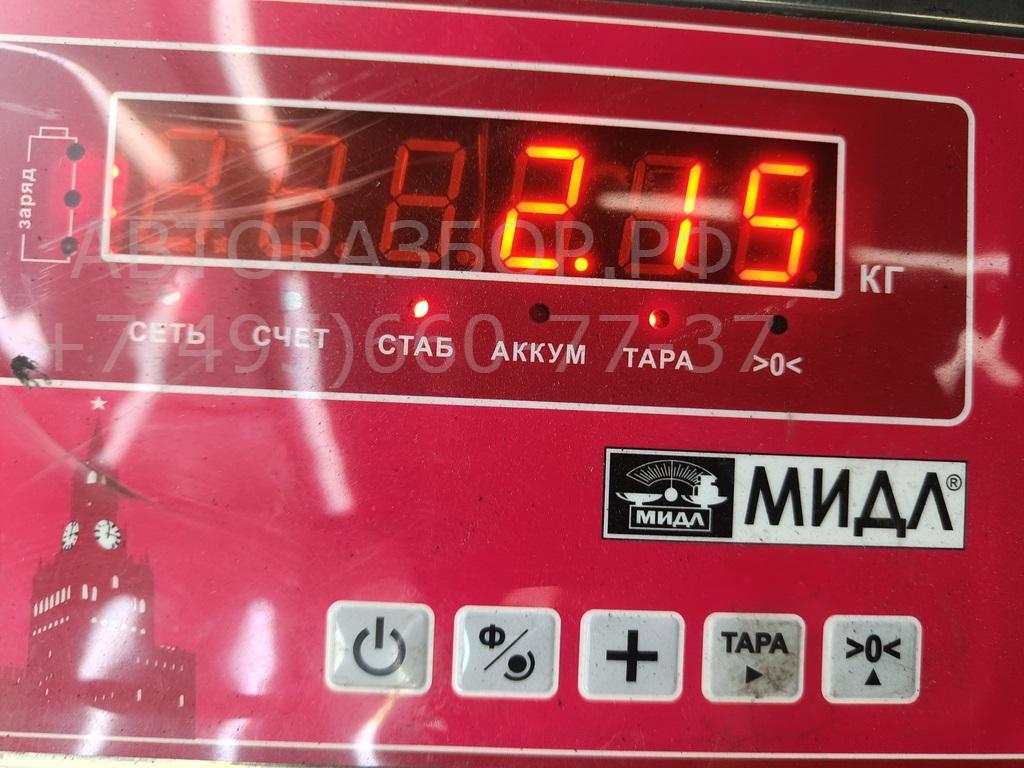 заряд
2.15
кг
АВТОРАЗБОР.РФ
+7(495)660-77-37
СЕТЬ СЧЕТ СТАБ АККУМ ТАРА >0<
МИДЛ МИДЛ®
Ф ТАРА >0<